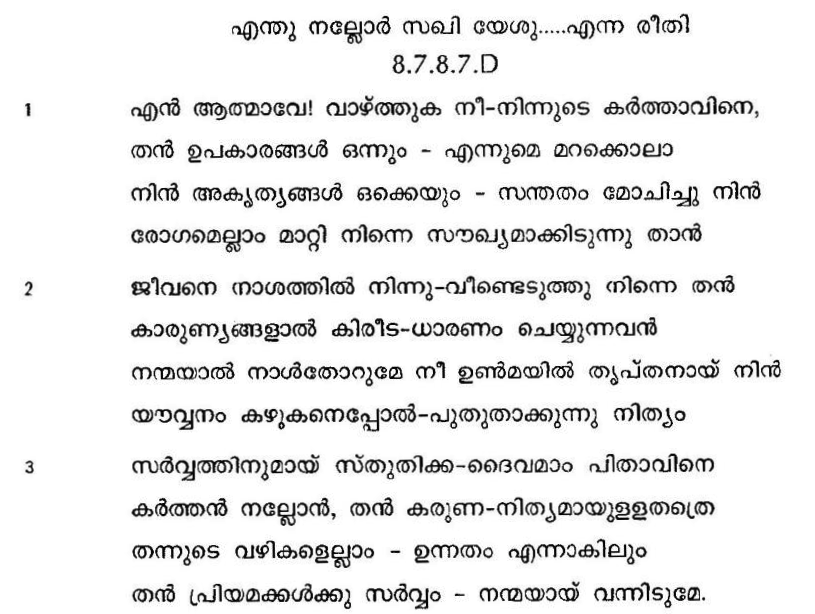 എന്തു നല്ലോർ സഖി യേശു.....എന്ന രീതി
8.7.8.7.D
1 എൻ ആത്മാവേ! വാഴ്ത്തുക നീ-നിന്നുടെ കർത്താവിനെ,
തൻ ഉപകാരങ്ങൾ ഒന്നും - എന്നുമെ മറക്കൊലാ
നിൻ അകൃത്യങ്ങൾ ഒക്കെയും - സന്തതം മോചിച്ചു നിൻ
രോഗമെല്ലാം മാറ്റി നിന്നെ സൗഖ്യമാക്കിടുന്നു താൻ
2 ജീവനെ നാശത്തിൽ നിന്നു-വീണ്ടെടുത്തു നിന്നെ തൻ
കാരുണ്യങ്ങളാൽ കിരീട-ധാരണം ചെയ്യുന്നവൻ
നന്മയാൽ നാൾതോറുമേ നീ ഉൺമയിൽ തൃപ്തനായ് നിൻ
യൗവ്വനം കഴുകനെപ്പോൽ-പുതുതാക്കുന്നു നിത്യം
3 സർവ്വത്തിനുമായ് സ്തുതിക്ക-ദൈവമാം പിതാവിനെ
കർത്തൻ നല്ലോൻ, തൻ കരുണ-നിത്യമായുളളതത്രെ
തന്നുടെ വഴികളെല്ലാം - ഉന്നതം എന്നാകിലും
തൻ പ്രിയമക്കൾക്കു സർവ്വം - നന്മയായ് വന്നിടുമേ.